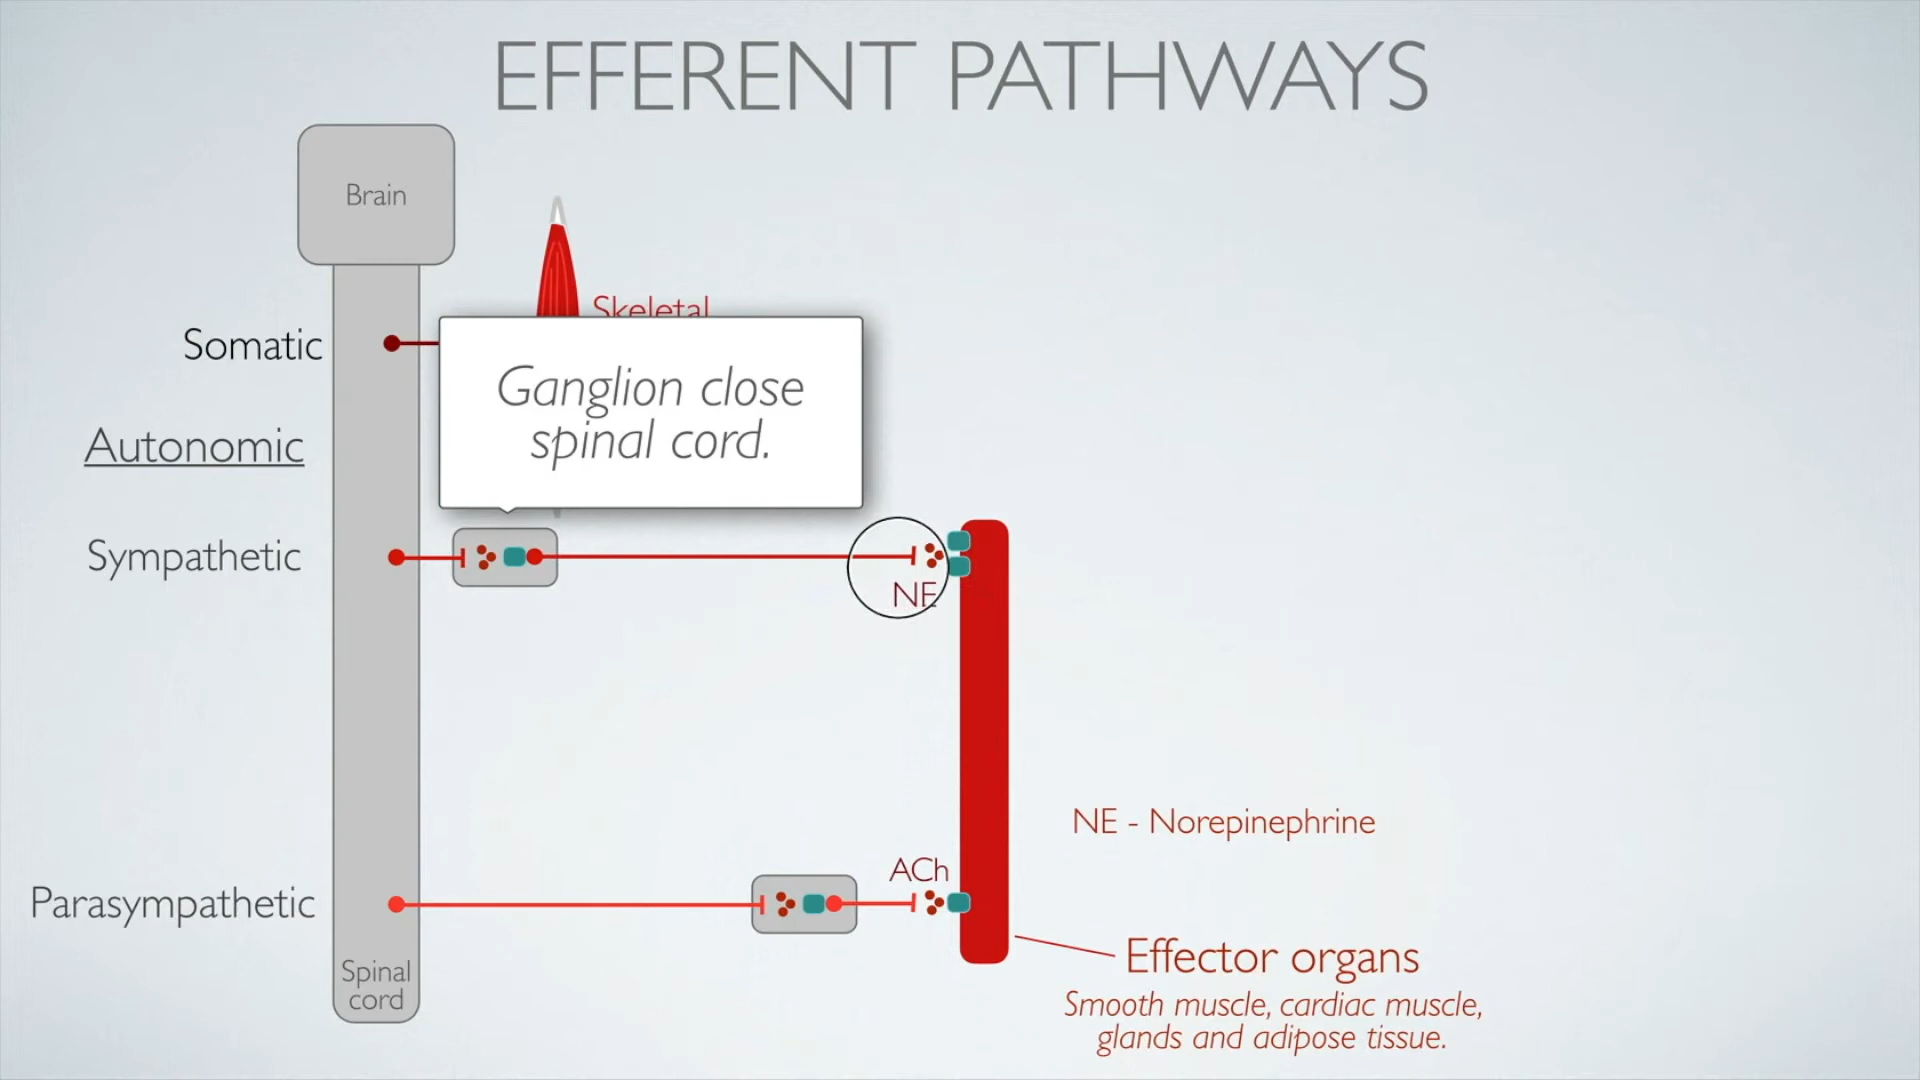 EFFERENT PATHWAYS
Brain
Skeletal
Somatic
Ganglion close
spinal cord.
Autonomic
Sympathetic
NE
NE - Norepinephrine
ACh
Parasympathetic
Effector organs
Spinal
cord
Smooth muscle, cardiac muscle,
glands and adipose tissue.